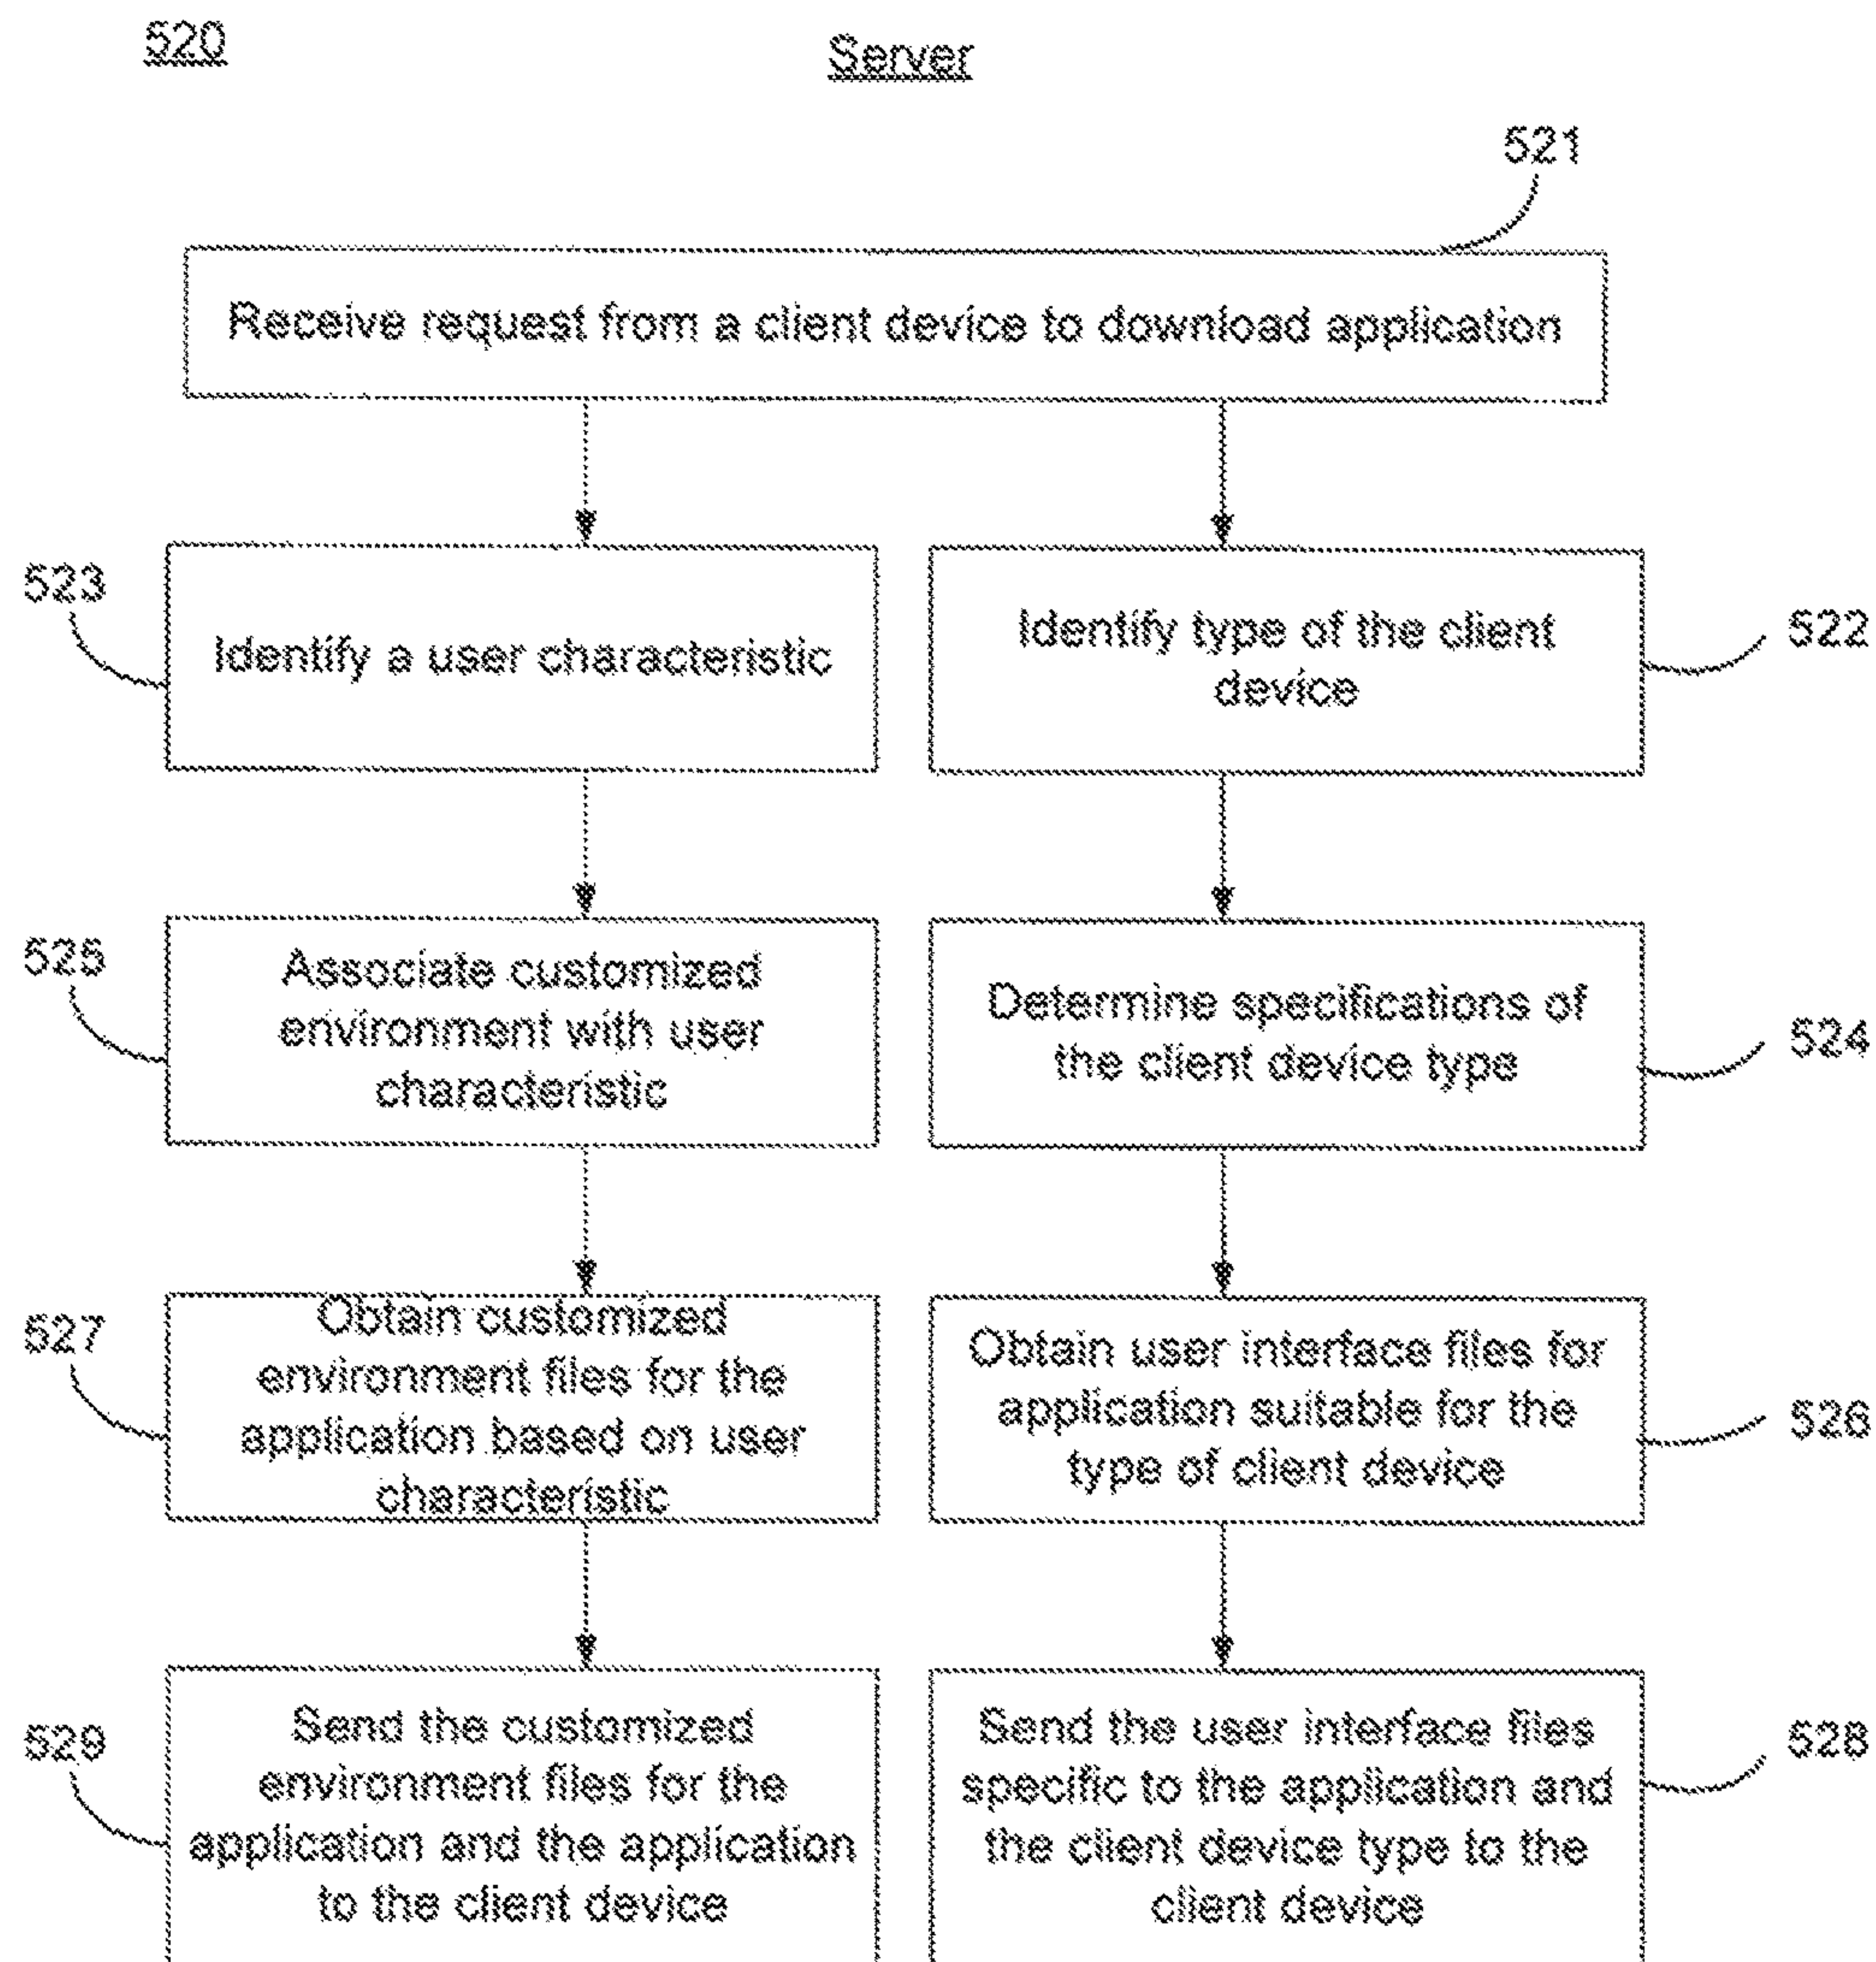 520
Server
521
Receive request from a client device to download application
523
Identify a user characteristic
Identify type of the client
device
522
525
Associate customized
environment with user
characteristic
Determine specifications of
the client device type
524
527
Obtain customized
environment files for the
application based on user
characteristic
Obtain user interface files for
application suitable for the
type of client device
526
529
Send the customized
environment files for the
application and the application
to the client device
Send the user interface files
specific to the application and
the client device type to the
client device
528